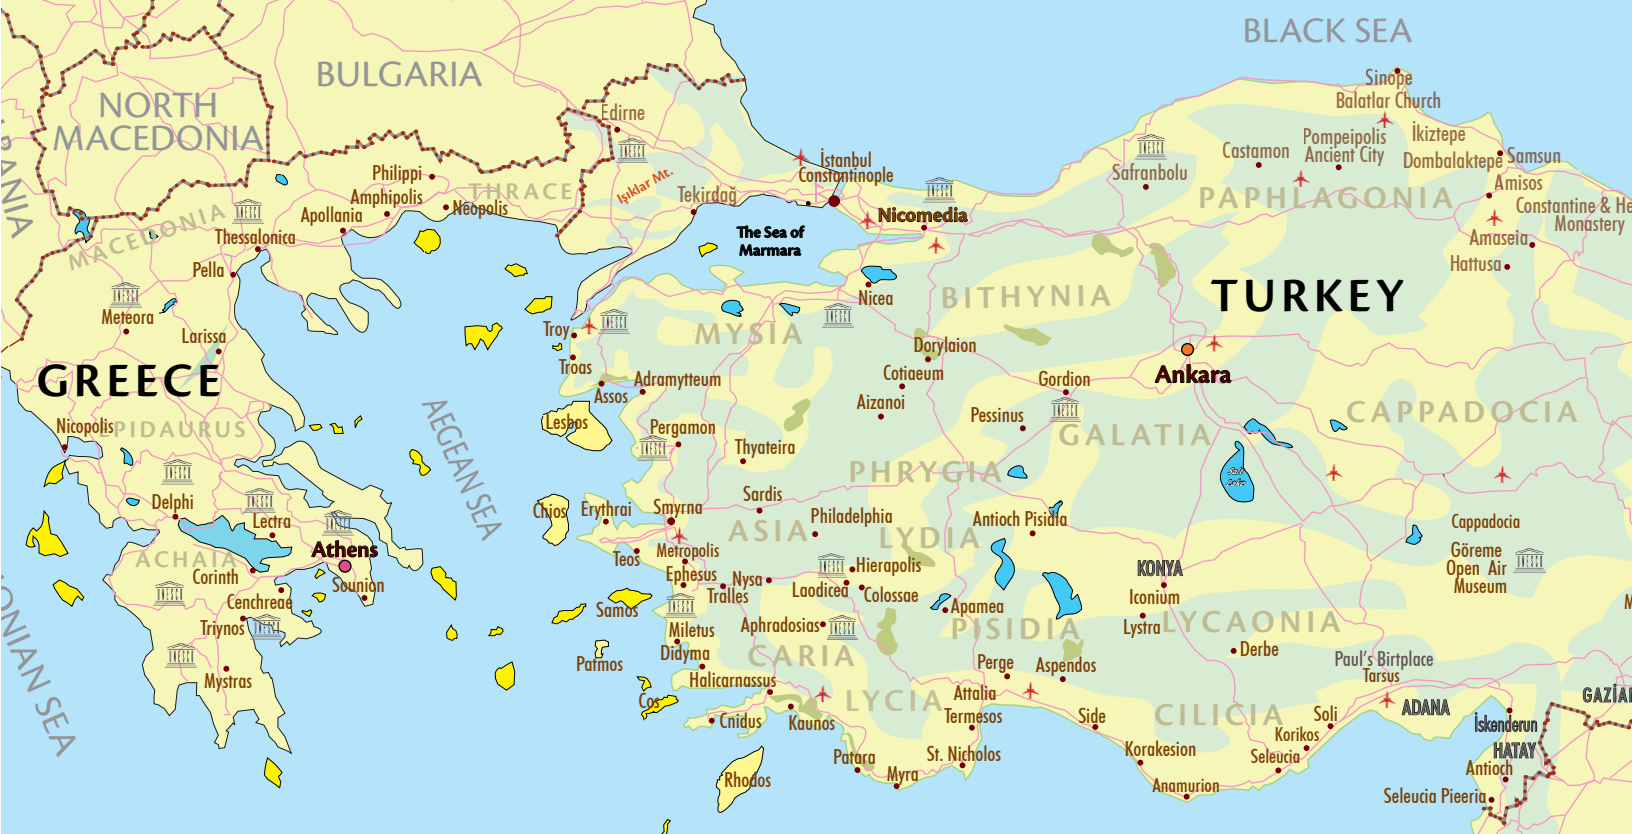 BLACK SEA
BULGARIA
NORTH
MACEDONIA
Sinope
Balatlar Church
Edirne
Pompeipolis
Ancient City
İkiztepe
Castamon
Dombalaktepe
Samsun
İstanbul
Constantinople
Safranbolu
Philippi
THRACE
Işıklar Mt.
Amphipolis
Neopolis
Tekirdağ
PAPHLAGONIA
Amisos
Constantine & He
Monastery
Apollania
MACEDONIA
Nicomedia
Thessalonica
The Sea of
Marmara
Amaseia
Hattusa
Pella
Nicea
BITHYNIA
TURKEY
UNESCO
Meteora
Larissa
Troy
MYSIA
Dorylaion
Troas
Cotiaeum
Ankara
GREECE
Assos
Adramytteum
Gordion
Aizanoi
Pessinus
CAPPADOCIA
Nicopolis
EPIDAURUS
AEGEAN SEA
Lesbos
Pergamon
GALATIA
Thyateira
PHRYGIA
Salt
Lake
Delphi
Lectra
Chios
Erythrai
Smyrna
Sardis
Philadelphia
ASIA
LYDIA
Antioch Pisidia
Cappadocia
ACHAIA
Athens
Teos
Metropolis
Göreme
Open Air
Museum
Corinth
Sounion
Ephesus
Nysa
Hierapolis
KONYA
Cenchreae
Samos
Tralles
Laodicea
Colossae
Iconium
Apamea
Triynos
Miletus
Aphradosias
PISIDIA
Lystra
LYCAONIA
Patmos
Didyma
CARIA
Derbe
Mystras
Halicarnassus
Perge
Aspendos
Paul's Birtplace
Tarsus
IONIAN SEA
Cos
Cnidus
Kaunos
LYCIA
Attalia
Termesos
Side
CILICIA
Soli
ADANA
İskenderun
HATAY
Korikos
Rhodos
Patara
Myra
St. Nicholos
Korakesion
Seleucia
Anamurion
Antioch
Seleucia Pieeria